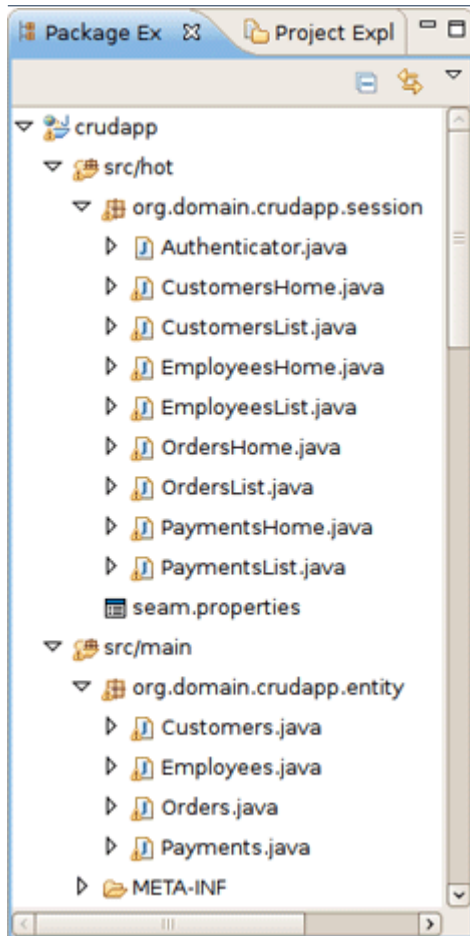 Package Ex Project Expl
crudapp
src/hot
org.domain.crudapp.session
Authenticator.java
CustomersHome.java
CustomersList.java
EmployeesHome.java
EmployeesList.java
OrdersHome.java
OrdersList.java
PaymentsHome.java
PaymentsList.java
seam.properties
src/main
org.domain.crudapp.entity
Customers.java
Employees.java
Orders.java
Payments.java
META-INF